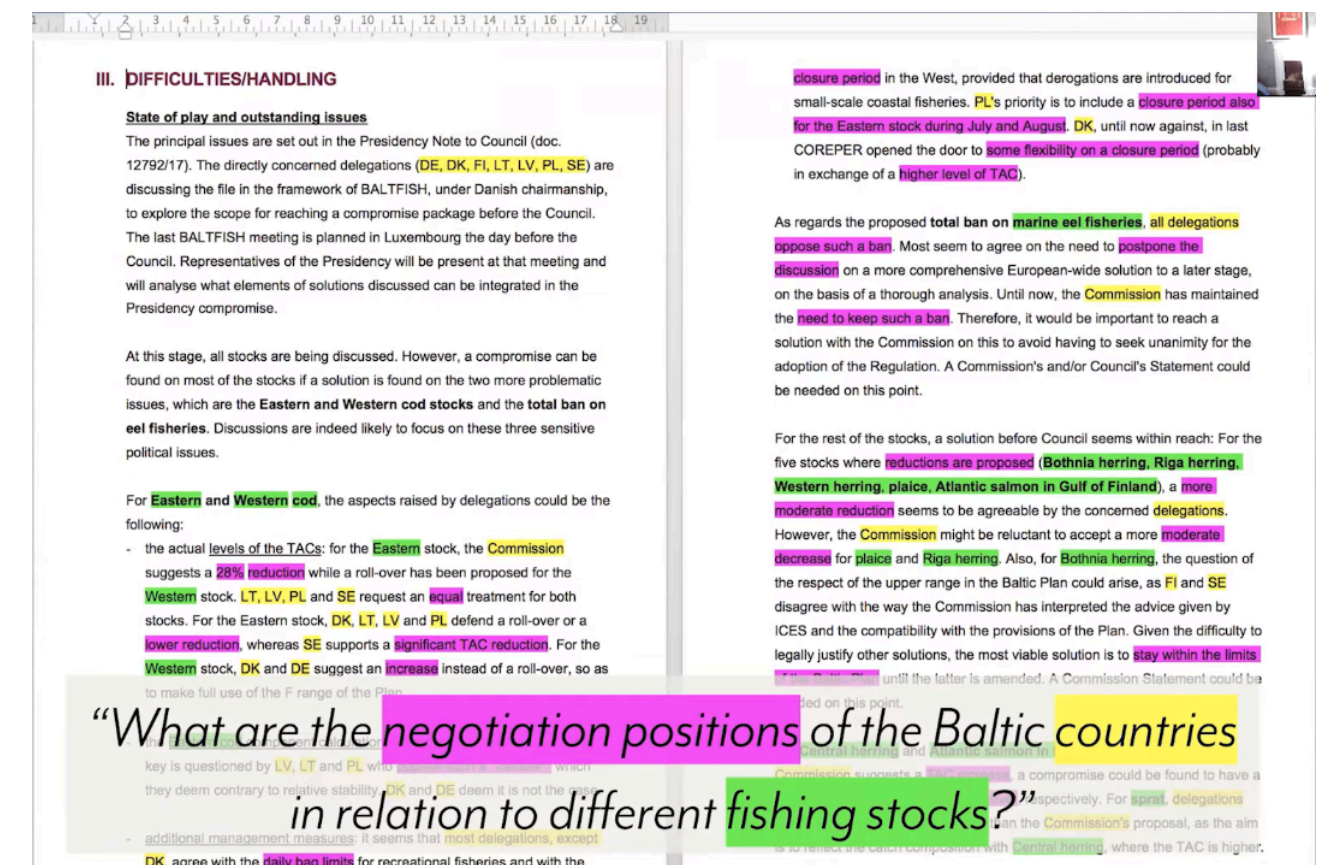 1 1 2 3 4 5 6 7 8 9 10 11 12 13 14 15 16 17 18 19
III. DIFFICULTIES/HANDLING
State of play and outstanding issues
The principal issues are set out in the Presidency Note to Council (doc.
12792/17). The directly concerned delegations (DE, DK, FI, LT, LV, PL, SE) are
discussing the file in the framework of BALTFISH, under Danish chairmanship,
to explore the scope for reaching a compromise package before the Council.
The last BALTFISH meeting is planned in Luxembourg the day before the
Council. Representatives of the Presidency will be present at that meeting and
will analyse what elements of solutions discussed can be integrated in the
Presidency compromise.
At this stage, all stocks are being discussed. However, a compromise can be
found on most of the stocks if a solution is found on the two more problematic
issues, which are the Eastern and Western cod stocks and the total ban on
eel fisheries. Discussions are indeed likely to focus on these three sensitive
political issues.
For Eastern and Western cod, the aspects raised by delegations could be the
following:
- the actual levels of the TACs: for the Eastern stock, the Commission
suggests a 28% reduction while a roll-over has been proposed for the
Western stock. LT, LV, PL and SE request an equal treatment for both
stocks. For the Eastern stock, DK, LT, LV and PL defend a roll-over or a
lower reduction, whereas SE supports a significant TAC reduction. For the
Western stock, DK and DE suggest an increase instead of a roll-over, so as
to make full use of the F range of the Plan
key is questioned by LV, LT and PL who which
they deem contrary to relative stability. DK and DE deem it is not the case
- additional management measures: it seems that most delegations, except
DK, agree with the daily bag limits for recreational fisheries and with the
closure period in the West, provided that derogations are introduced for
small-scale coastal fisheries. PL's priority is to include a closure period also
for the Eastern stock during July and August. DK, until now against, in last
COREPER opened the door to some flexibility on a closure period (probably
in exchange of a higher level of TAC).
As regards the proposed total ban on marine eel fisheries, all delegations
oppose such a ban. Most seem to agree on the need to postpone the
discussion on a more comprehensive European-wide solution to a later stage,
on the basis of a thorough analysis. Until now, the Commission has maintained
the need to keep such a ban. Therefore, it would be important to reach a
solution with the Commission on this to avoid having to seek unanimity for the
adoption of the Regulation. A Commission's and/or Council's Statement could
be needed on this point.
For the rest of the stocks, a solution before Council seems within reach: For the
five stocks where reductions are proposed (Bothnia herring, Riga herring,
Western herring, plaice, Atlantic salmon in Gulf of Finland), a more
moderate reduction seems to be agreeable by the concerned delegations.
However, the Commission might be reluctant to accept a more moderate
decrease for plaice and Riga herring. Also, for Bothnia herring, the question of
the respect of the upper range in the Baltic Plan could arise, as FI and SE
disagree with the way the Commission has interpreted the advice given by
ICES and the compatibility with the provisions of the Plan. Given the difficulty to
legally justify other solutions, the most viable solution is to stay within the limits
of the Baltic Plan until the latter is amended. A Commission Statement could be
ded on this point.
Central herring and Atlantic salmon in
Commission suggests a TAC increase, a compromise could be found to have a
respectively. For sprat, delegations
than the Commission's proposal, as the aim
is to reflect the catch composition with Central herring, where the TAC is higher.
“What are the negotiation positions of the Baltic countries
in relation to different fishing stocks?”